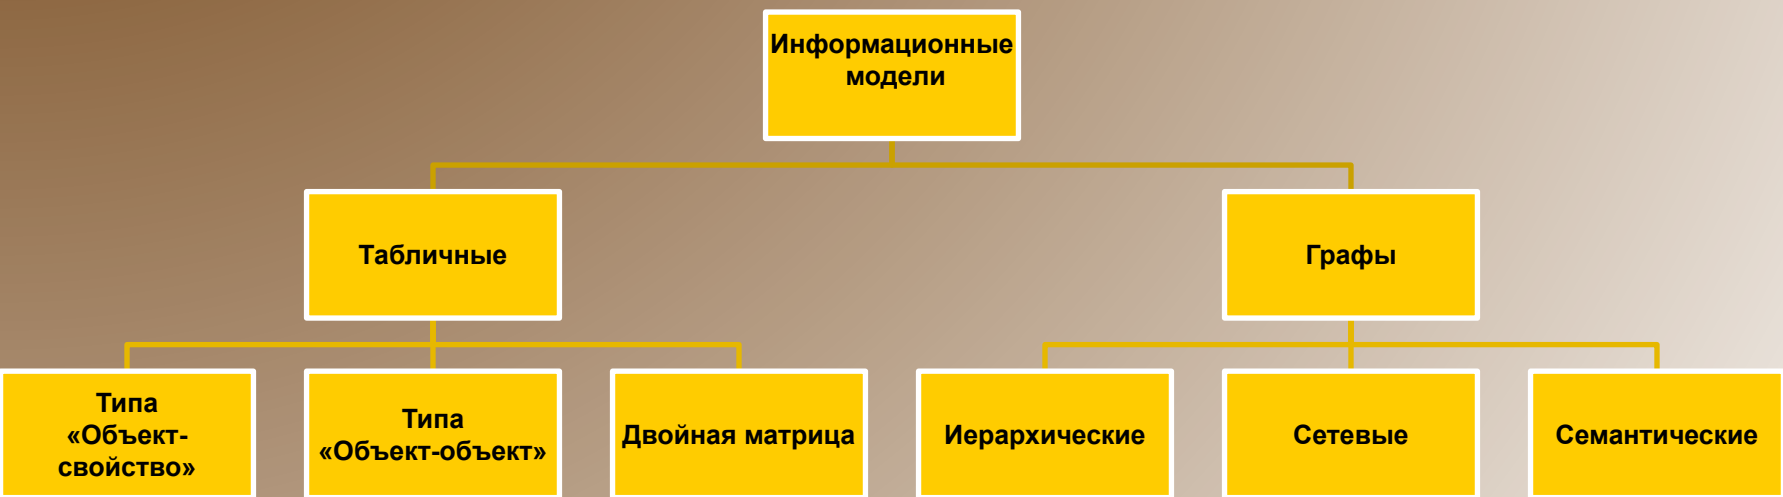 Информационные
модели
Табличные
Графы
Типа
«Объект-
свойство»
Типа
«Объект-объект»
Двойная матрица
Иерархические
Сетевые
Семантические